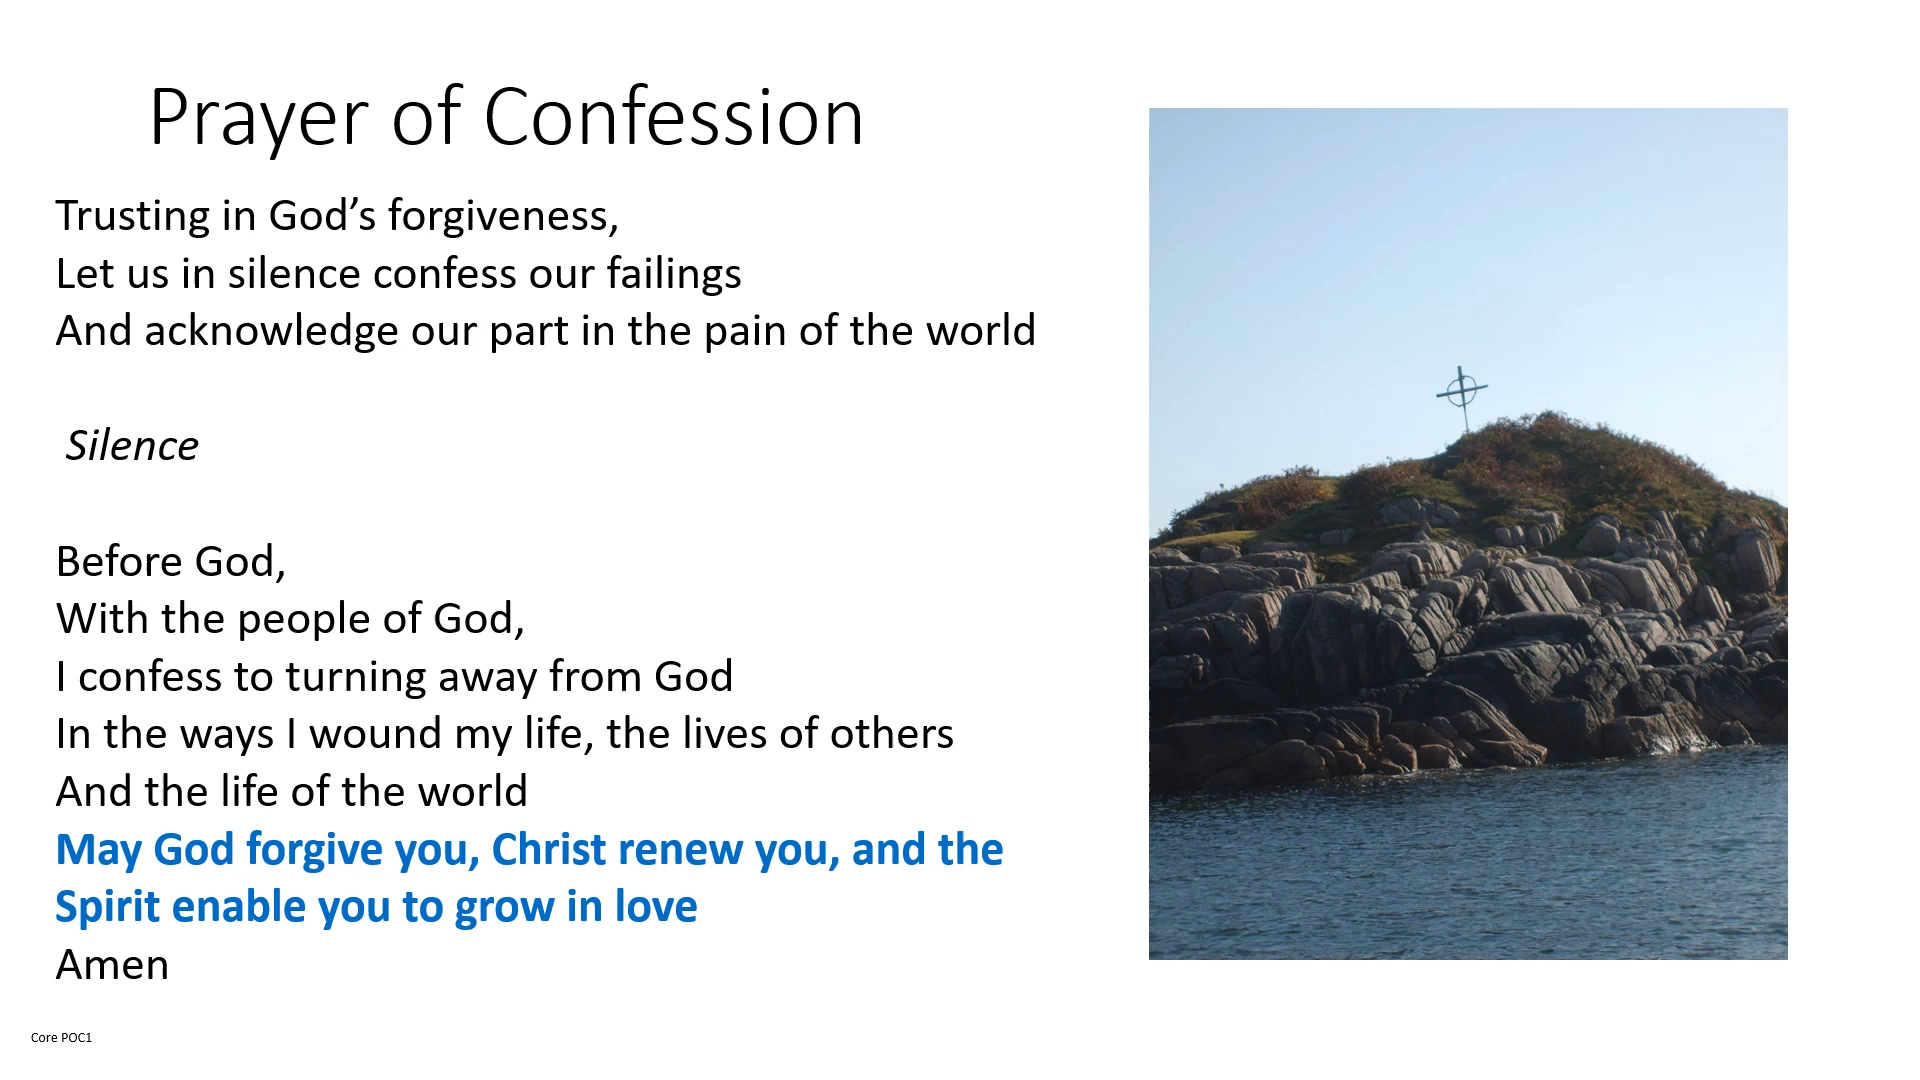 Prayer of Confession
Trusting in God’s forgiveness,
Let us in silence confess our failings
And acknowledge our part in the pain of the world
Silence
Before God,
With the people of God,
I confess to turning away from God
In the ways I wound my life, the lives of others
And the life of the world
May God forgive you, Christ renew you, and the
Spirit enable you to grow in love
Amen
Core POC1